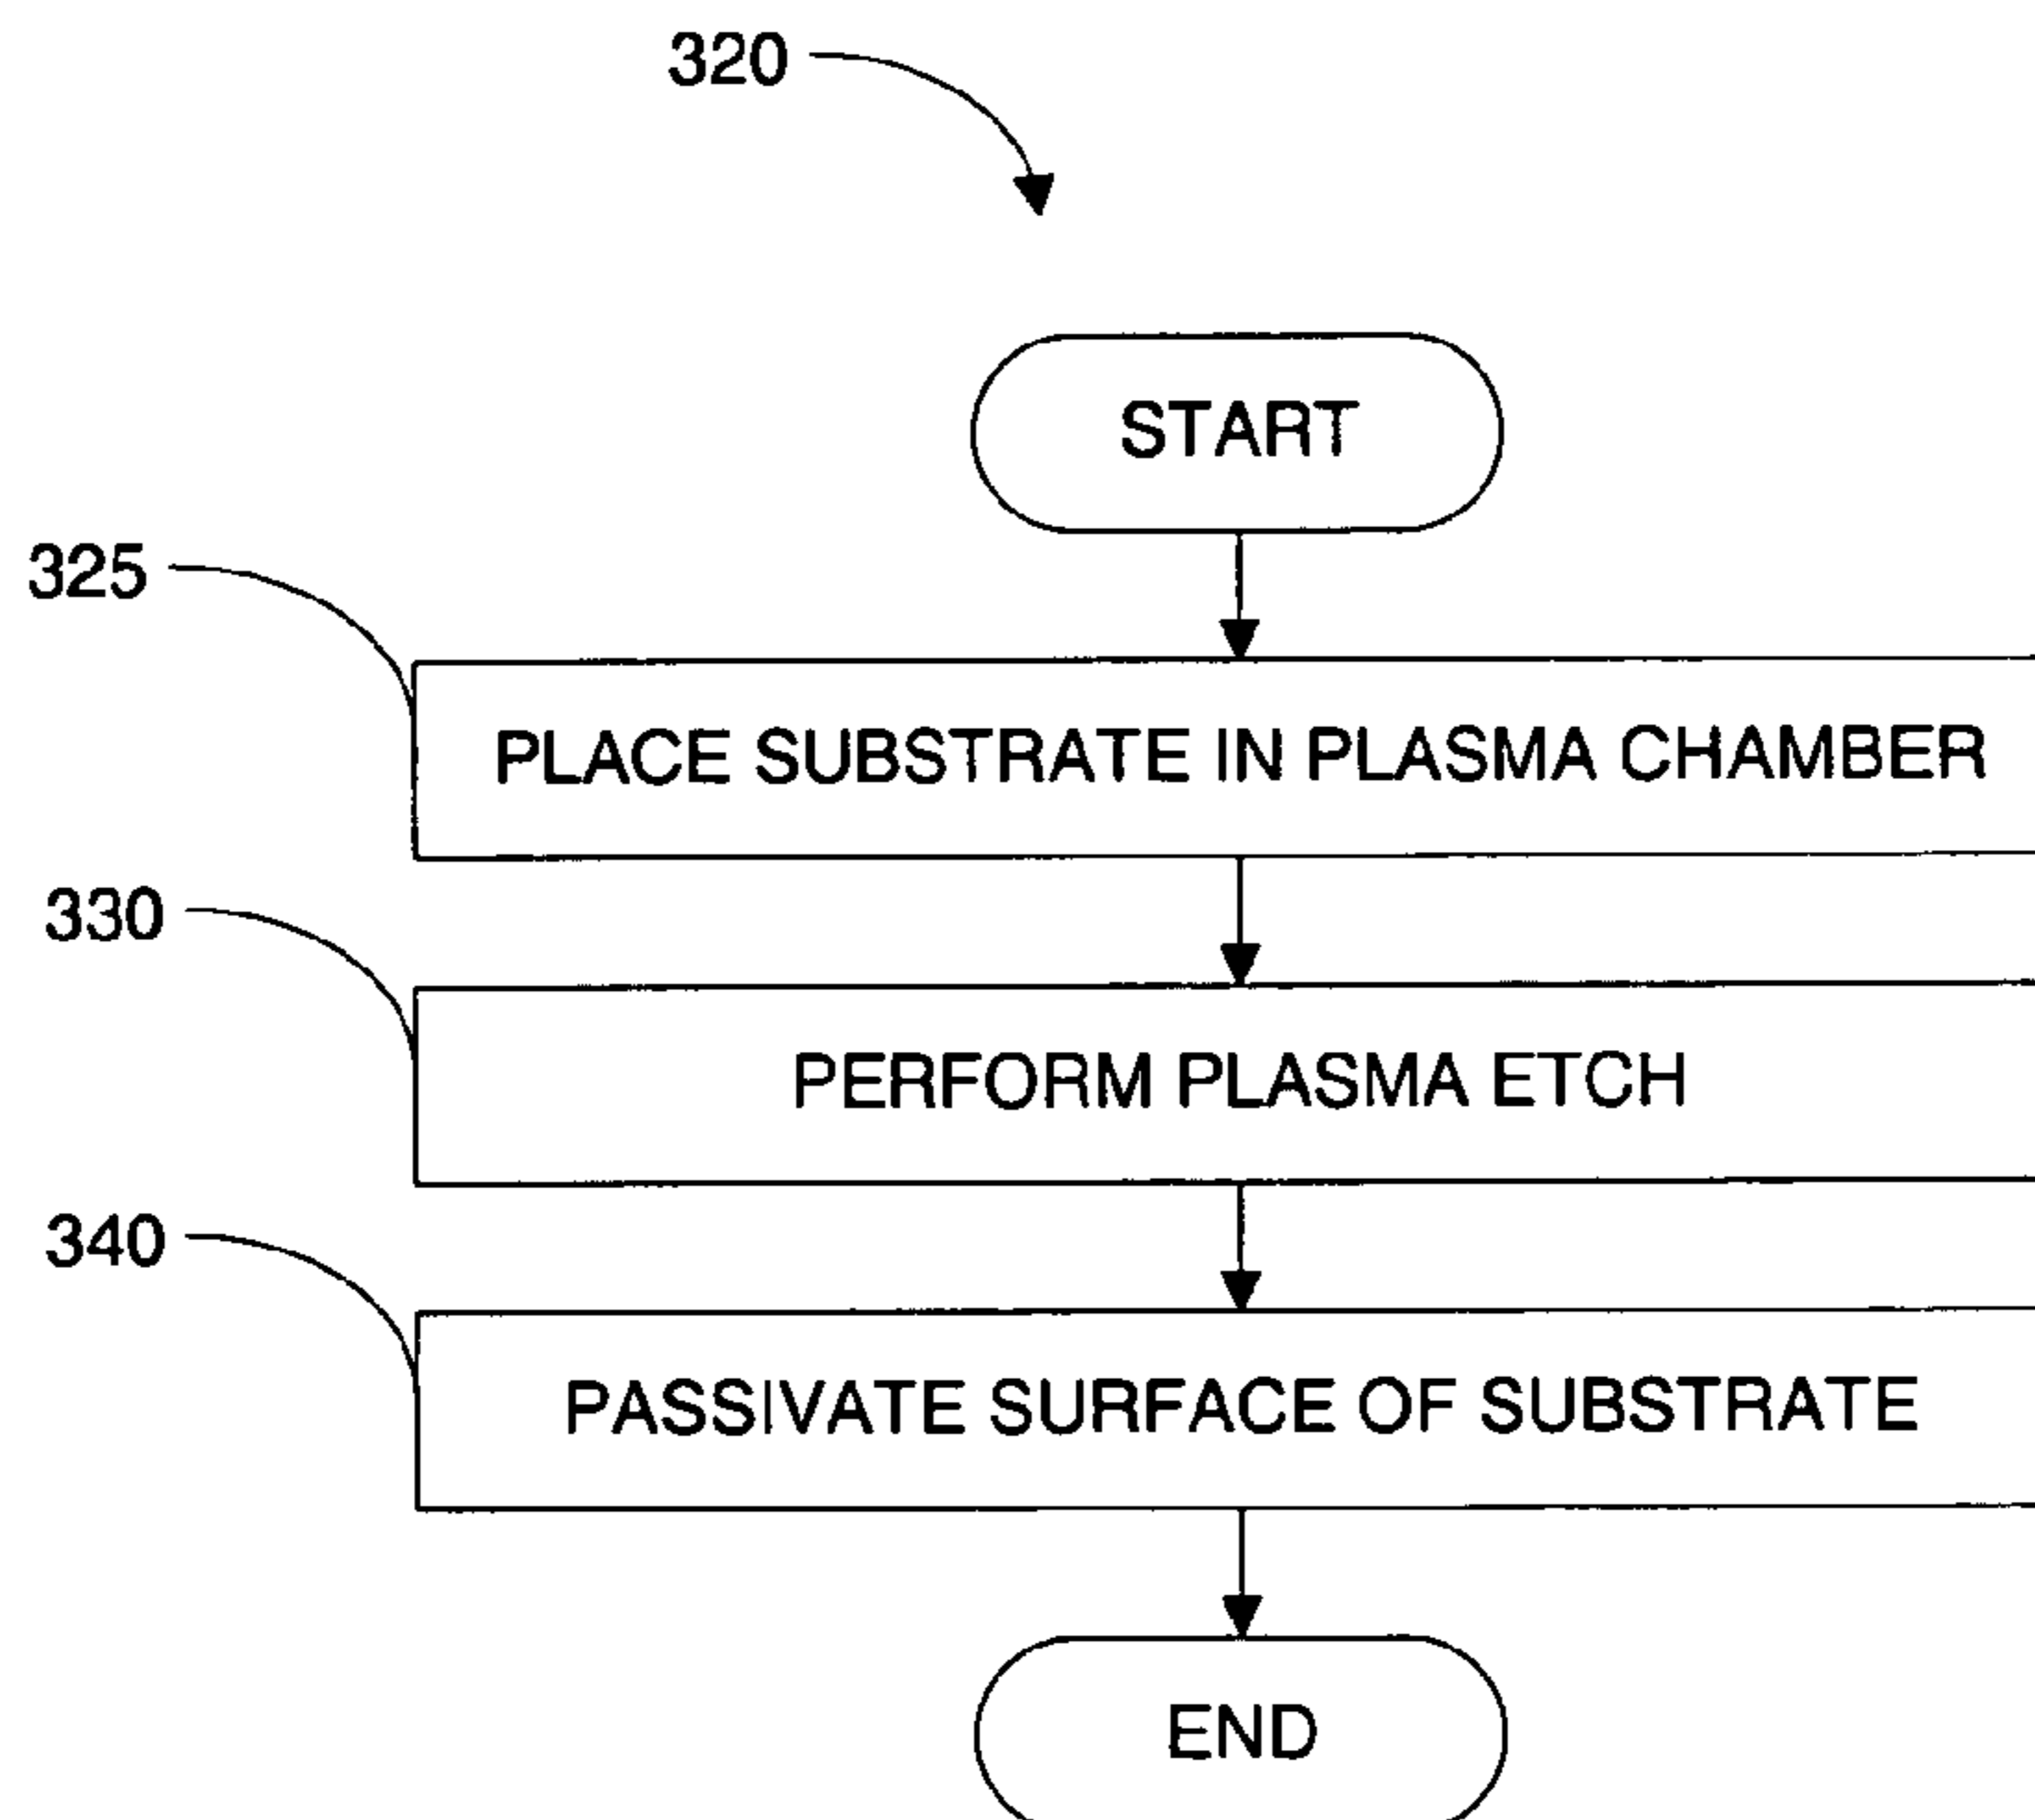 320
START
325
PLACE SUBSTRATE IN PLASMA CHAMBER
330
PERFORM PLASMA ETCH
340
PASSIVATE SURFACE OF SUBSTRATE
END